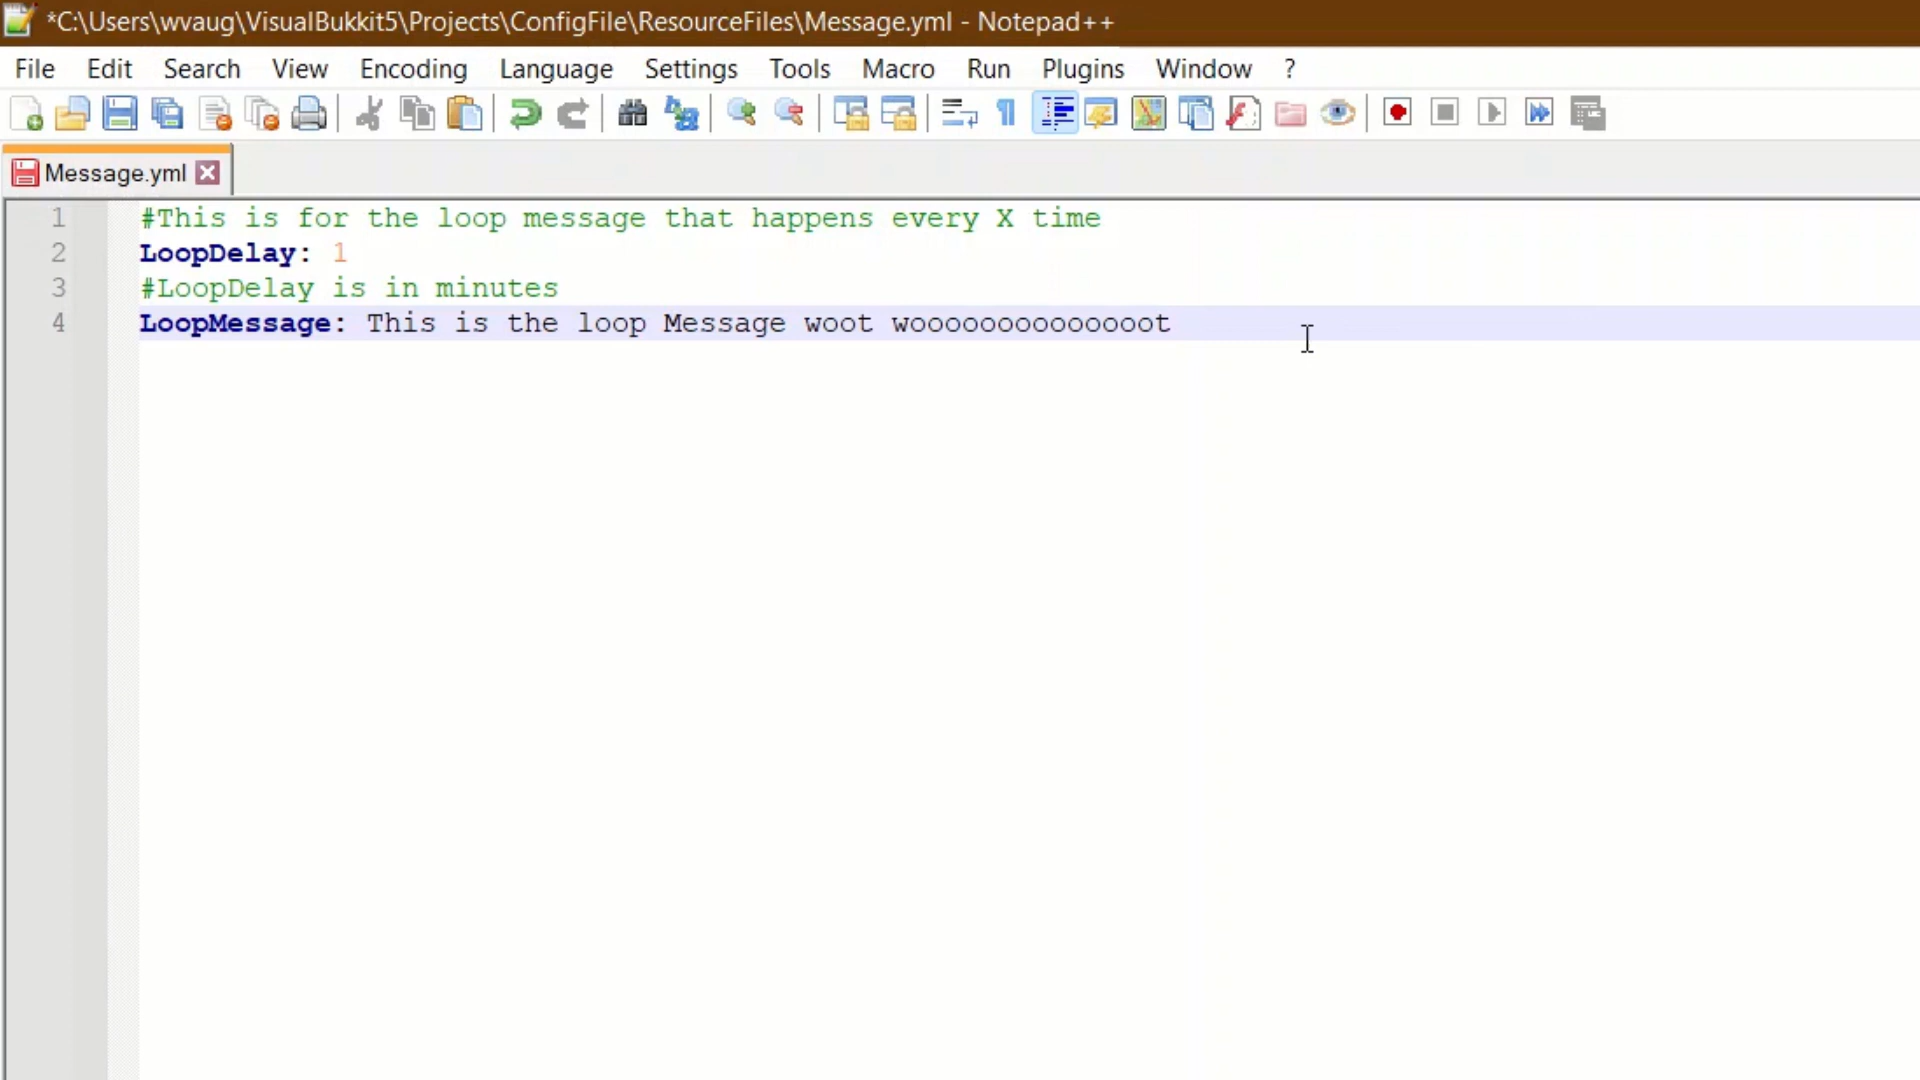 *C:\Users\wvaug\VisualBukkit5\Projects\ConfigFile\ResourceFiles\Message.yml - Notepad++
File Edit Search View Encoding Language Settings Tools Macro Run Plugins Window ?
Message.yml
1 #This is for the loop message that happens every X time
2 LoopDelay: 1
3 #LoopDelay is in minutes
4 LoopMessage: This is the loop Message woot woooooooooooooot